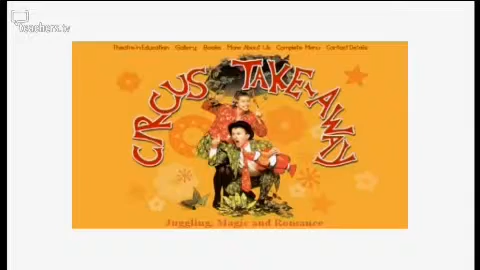 teachers.tv
Theatre in Education Gallery Books More About Us Complete Menu Contact Details
CIRCUS TAKE-AWAY
Juggling, Magic and Romance